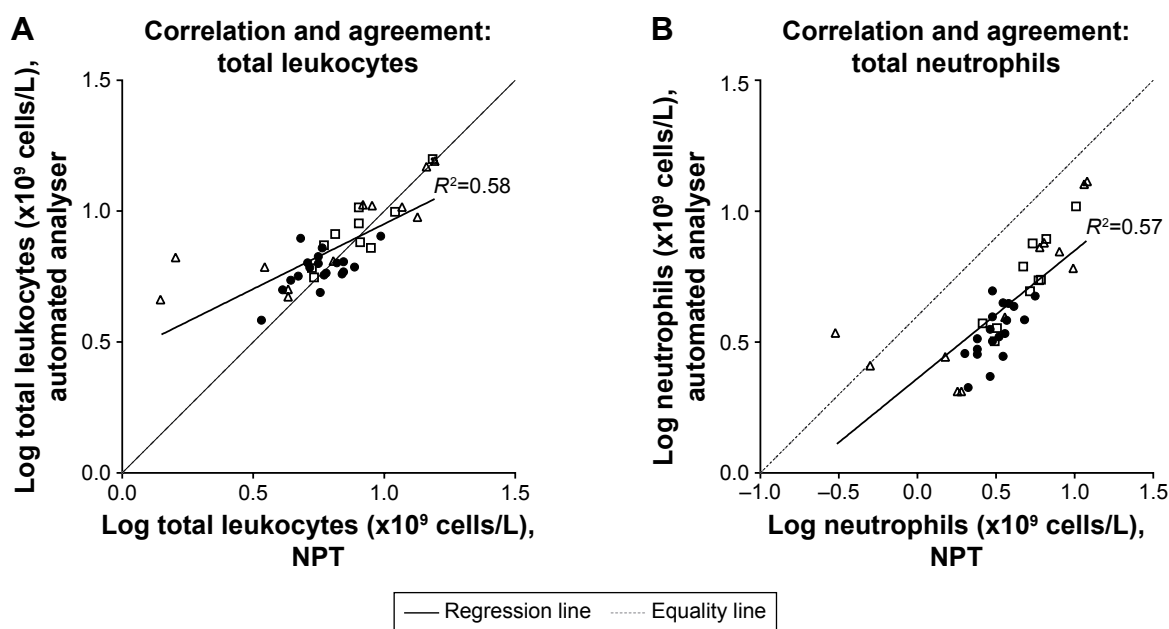 A
Correlation and agreement:
total leukocytes
Log total leukocytes (x10⁹ cells/L),
automated analyser
1.5
1.0
0.5
0.0
R²=0.58
0.0 0.5 1.0 1.5
Log total leukocytes (x10⁹ cells/L),
NPT
B
Correlation and agreement:
total neutrophils
Log neutrophils (x10⁹ cells/L),
automated analyser
1.5
1.0
0.5
0.0
R²=0.57
–1.0 –0.5 0.0 0.5 1.0 1.5
Log neutrophils (x10⁹ cells/L),
NPT
Regression line Equality line